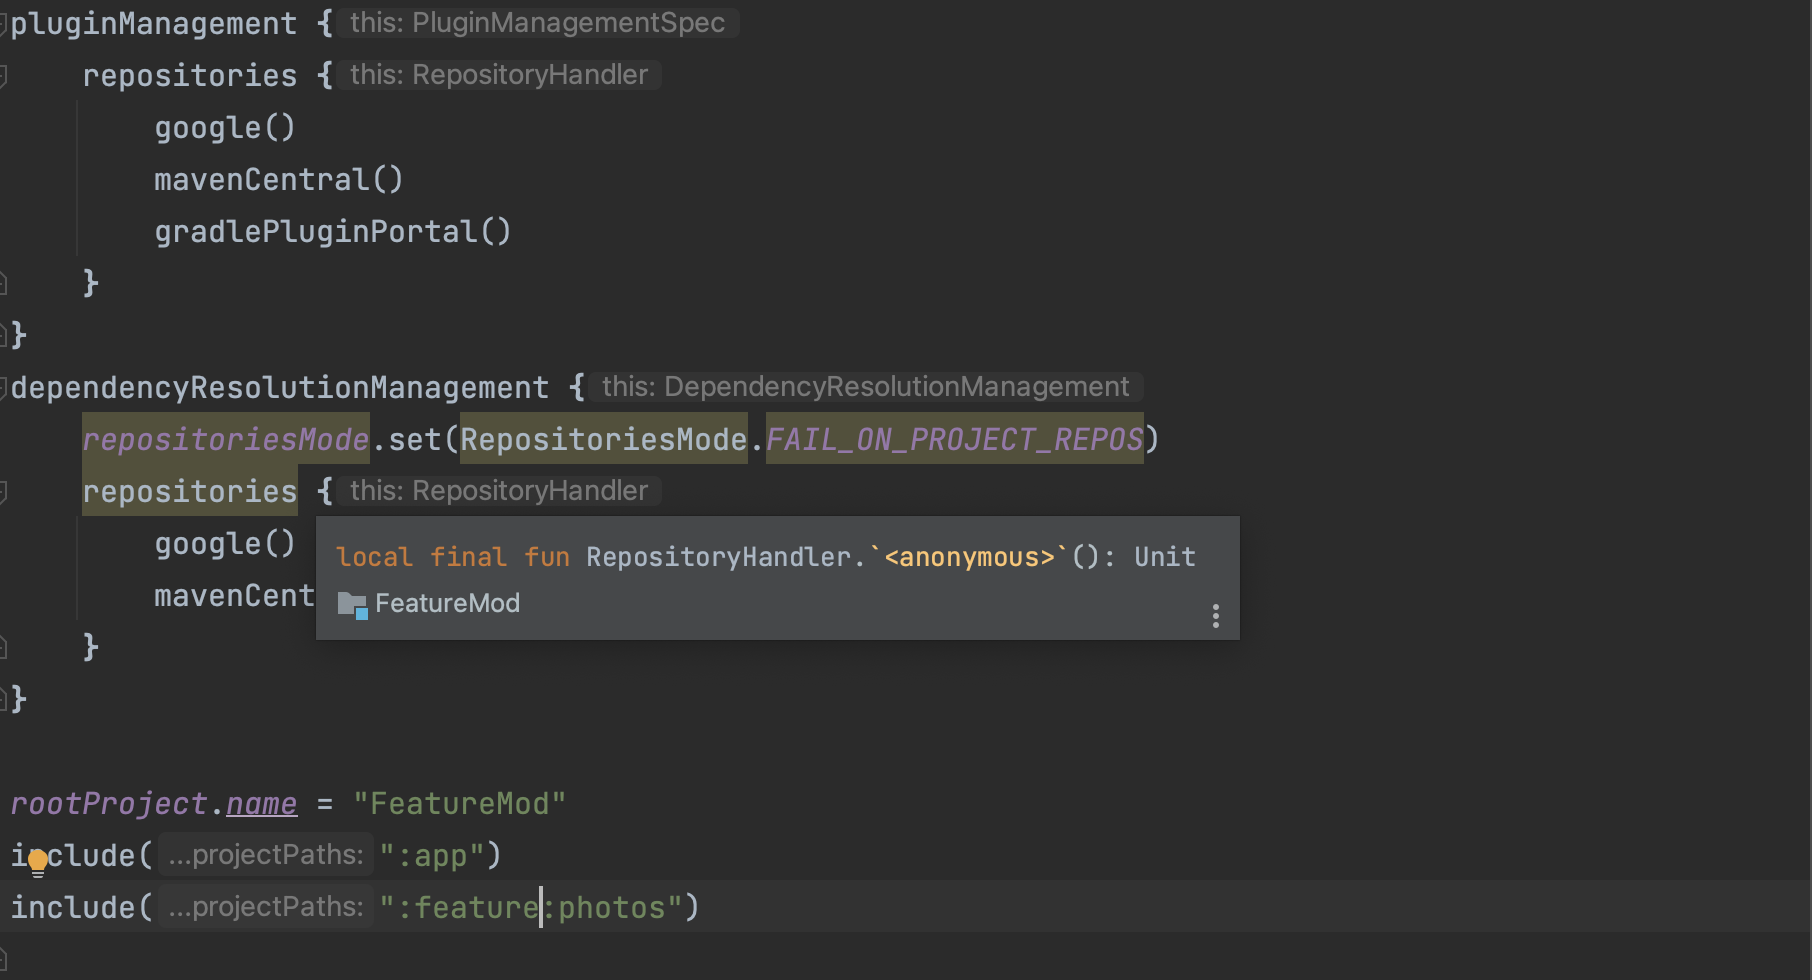 pluginManagement { this: PluginManagementSpec
repositories { this: RepositoryHandler
google()
mavenCentral()
gradlePluginPortal()
}
}
dependencyResolutionManagement { this: DependencyResolutionManagement
repositoriesMode.set(RepositoriesMode.FAIL_ON_PROJECT_REPOS)
repositories { this: RepositoryHandler
google()
local final fun RepositoryHandler.`<anonymous>`(): Unit
mavenCent
FeatureMod
}
}
rootProject.name = "FeatureMod"
include( ...projectPaths: ":app")
include( ...projectPaths: ":feature:photos")